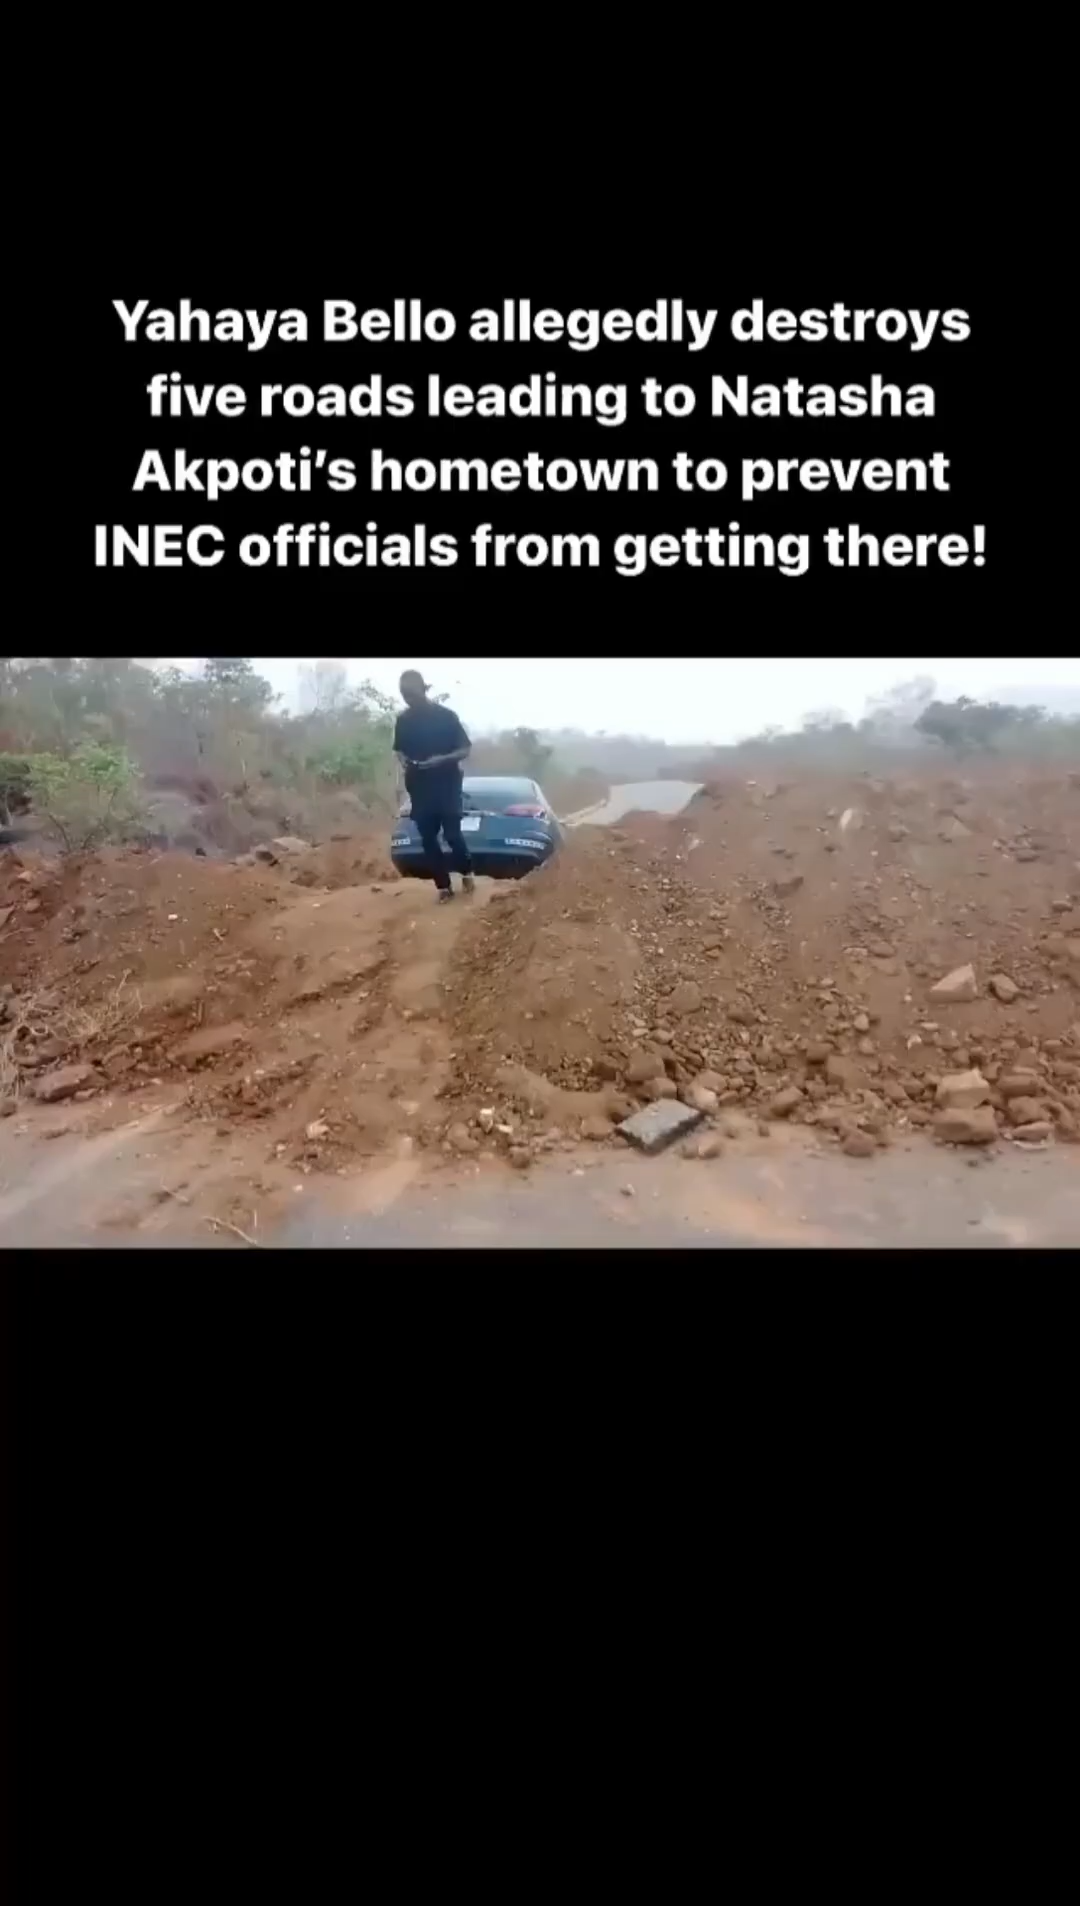 Yahaya Bello allegedly destroys
five roads leading to Natasha
Akpoti’s hometown to prevent
INEC officials from getting there!